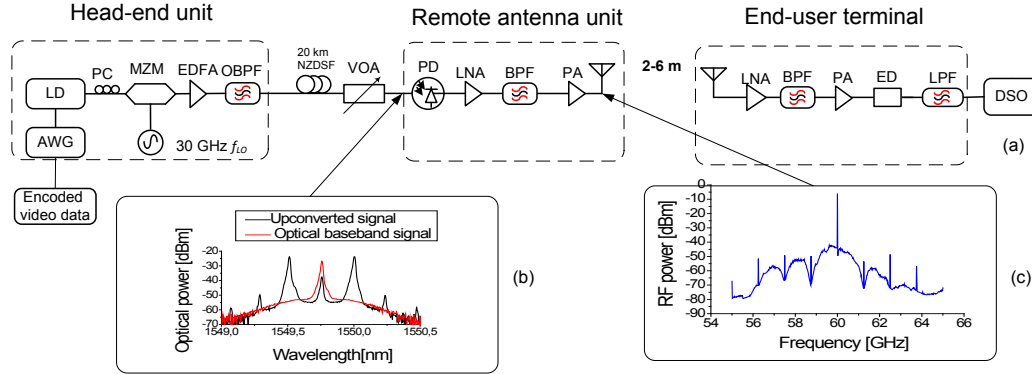 Head-end unit
Remote antenna unit
End-user terminal
20 km
NZDSF
PC
MZM
EDFA
OBPF
VOA
PD
LNA
BPF
PA
2-6 m
LNA
BPF
PA
ED
LPF
LD
DSO
AWG
30 GHz f_LO
(a)
Encoded
video data
Upconverted signal
Optical baseband signal
Optical power [dBm]
-20
-30
-40
-50
-60
-70
1549,0
1549,5
1550,0
1550,5
Wavelength[nm]
(b)
RF power [dBm]
0
-10
-20
-30
-40
-50
-60
-70
-80
-90
54
56
58
60
62
64
66
Frequency [GHz]
(c)